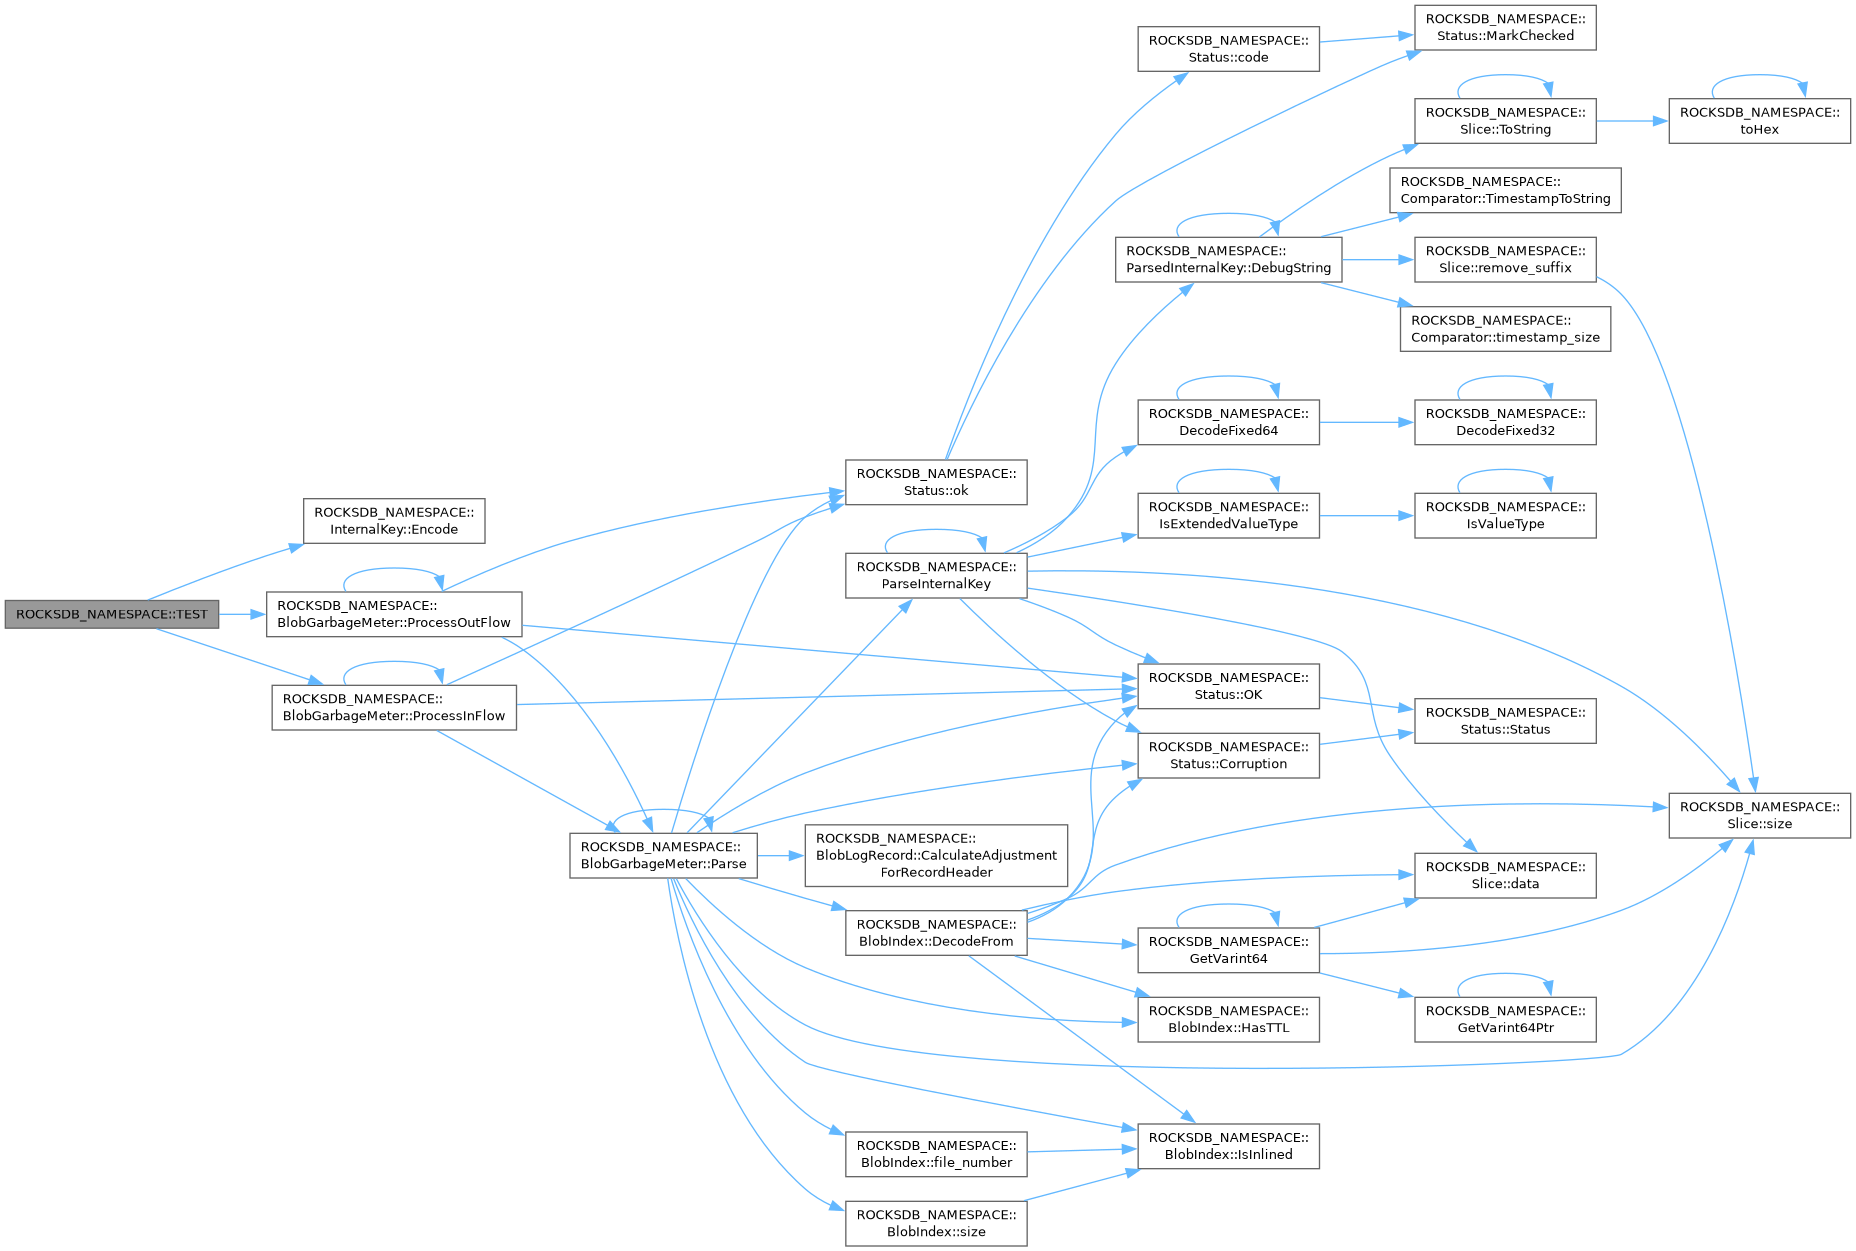 ROCKSDB_NAMESPACE::TEST
ROCKSDB_NAMESPACE::
InternalKey::Encode
ROCKSDB_NAMESPACE::
BlobGarbageMeter::ProcessOutFlow
ROCKSDB_NAMESPACE::
BlobGarbageMeter::ProcessInFlow
ROCKSDB_NAMESPACE::
BlobGarbageMeter::Parse
ROCKSDB_NAMESPACE::
Status::ok
ROCKSDB_NAMESPACE::
ParseInternalKey
ROCKSDB_NAMESPACE::
BlobLogRecord::CalculateAdjustment
ForRecordHeader
ROCKSDB_NAMESPACE::
BlobIndex::DecodeFrom
ROCKSDB_NAMESPACE::
BlobIndex::file_number
ROCKSDB_NAMESPACE::
BlobIndex::size
ROCKSDB_NAMESPACE::
Status::code
ROCKSDB_NAMESPACE::
ParsedInternalKey::DebugString
ROCKSDB_NAMESPACE::
DecodeFixed64
ROCKSDB_NAMESPACE::
IsExtendedValueType
ROCKSDB_NAMESPACE::
Status::OK
ROCKSDB_NAMESPACE::
Status::Corruption
ROCKSDB_NAMESPACE::
GetVarint64
ROCKSDB_NAMESPACE::
BlobIndex::HasTTL
ROCKSDB_NAMESPACE::
BlobIndex::IsInlined
ROCKSDB_NAMESPACE::
Status::MarkChecked
ROCKSDB_NAMESPACE::
Slice::ToString
ROCKSDB_NAMESPACE::
Comparator::TimestampToString
ROCKSDB_NAMESPACE::
Slice::remove_suffix
ROCKSDB_NAMESPACE::
Comparator::timestamp_size
ROCKSDB_NAMESPACE::
DecodeFixed32
ROCKSDB_NAMESPACE::
IsValueType
ROCKSDB_NAMESPACE::
Status::Status
ROCKSDB_NAMESPACE::
Slice::data
ROCKSDB_NAMESPACE::
GetVarint64Ptr
ROCKSDB_NAMESPACE::
toHex
ROCKSDB_NAMESPACE::
Slice::size